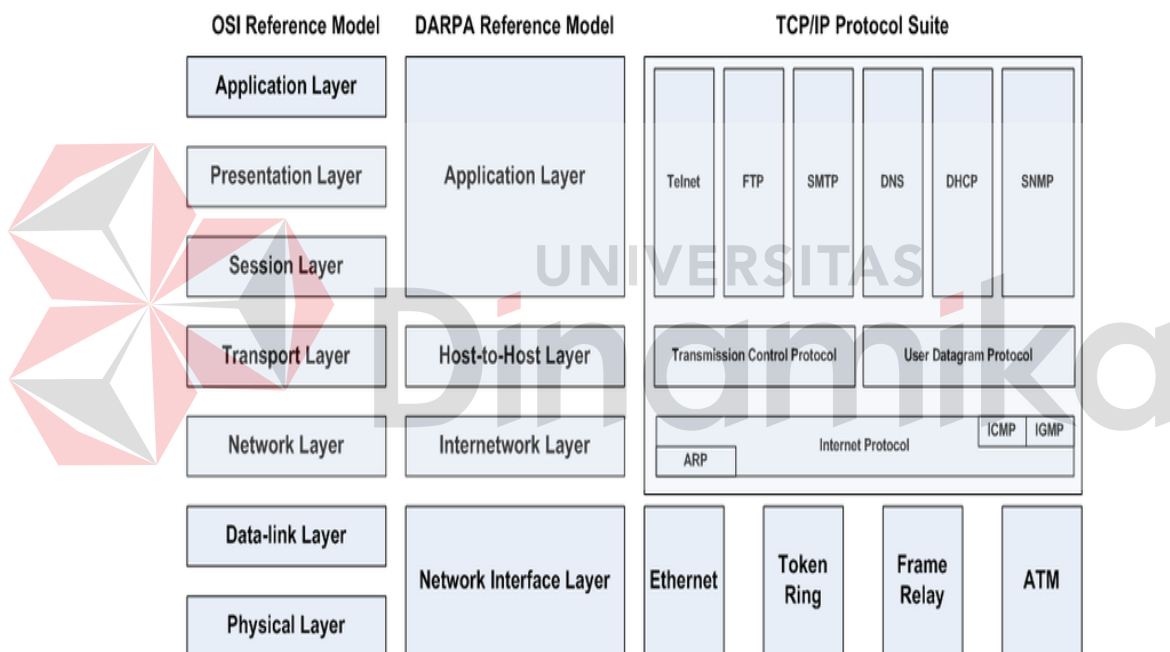 OSI Reference Model
DARPA Reference Model
TCP/IP Protocol Suite
Application Layer
Presentation Layer
Session Layer
Transport Layer
Network Layer
Data-link Layer
Physical Layer
Application Layer
Host-to-Host Layer
Internetwork Layer
Network Interface Layer
Telnet
FTP
SMTP
DNS
DHCP
SNMP
Transmission Control Protocol
User Datagram Protocol
Internet Protocol
ICMP
IGMP
ARP
Ethernet
Token
Ring
Frame
Relay
ATM
UNIVERSITAS
Dinamika